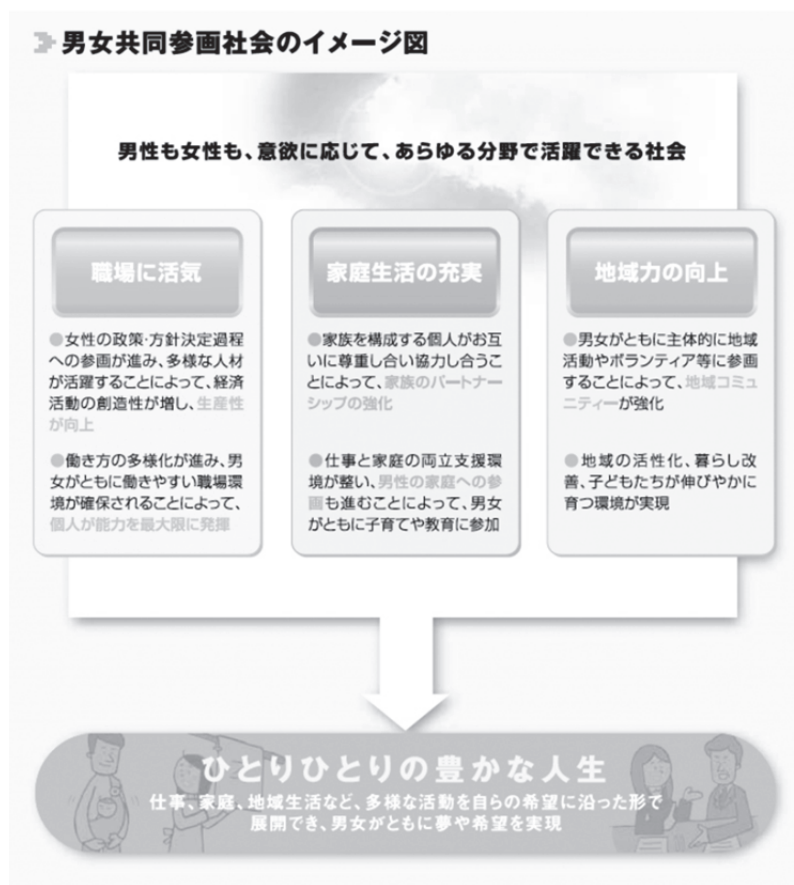 男女共同参画社会のイメージ図
男性も女性も、意欲に応じて、あらゆる分野で活躍できる社会
職場に活気
●女性の政策・方針決定過程
への参画が進み、多様な人材
が活躍することによって、経済
活動の創造性が増し、生産性
が向上
●働き方の多様化が進み、男
女がともに働きやすい職場環
境が確保されることによって、
個人が能力を最大限に発揮
家庭生活の充実
●家族を構成する個人がお互
いに尊重し合い協力し合うこ
とによって、家族のパートナー
シップの強化
●仕事と家庭の両立支援環
境が整い、男性の家庭への参
画も進むことによって、男女
がともに子育てや教育に参加
地域力の向上
●男女がともに主体的に地域
活動やボランティア等に参画
することによって、地域コミュ
ニティーが強化
●地域の活性化、暮らし改
善、子どもたちが伸びやかに
育つ環境が実現
ひとりひとりの豊かな人生
仕事、家庭、地域生活など、多様な活動を自らの希望に沿った形で
展開でき、男女がともに夢や希望を実現